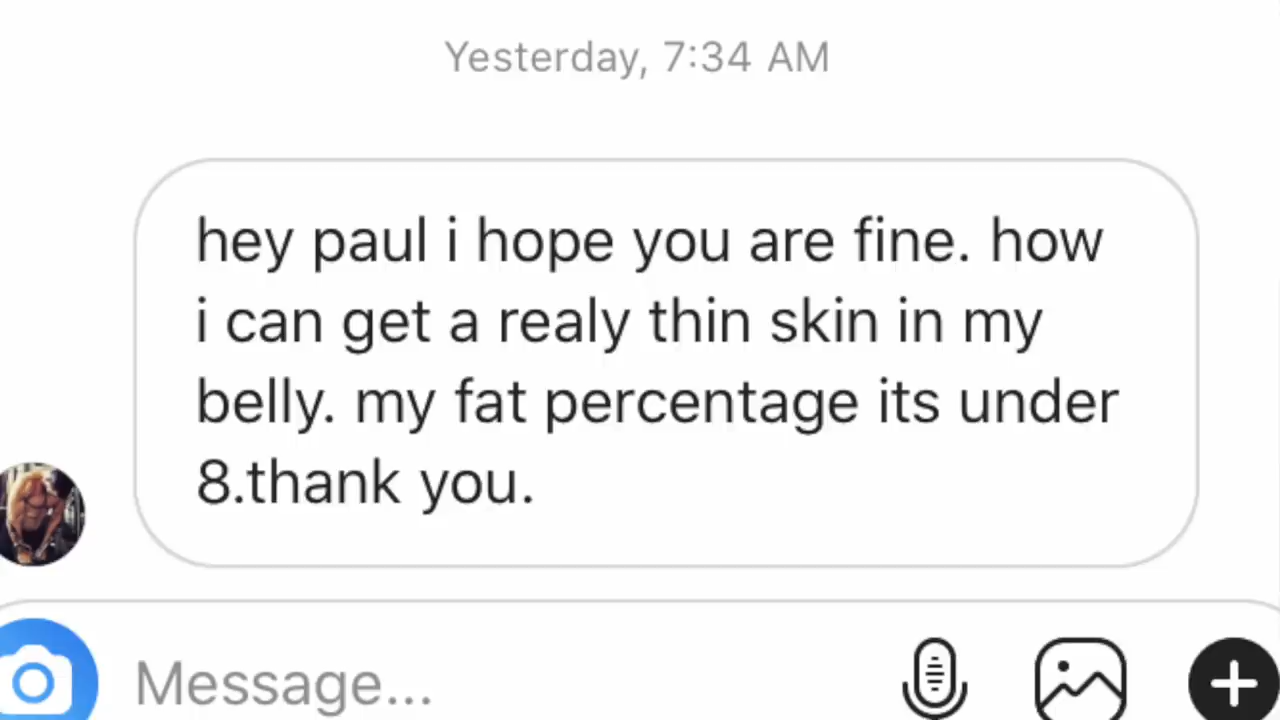 Yesterday, 7:34 AM
hey paul i hope you are fine. how
i can get a realy thin skin in my
belly. my fat percentage its under
8.thank you.
Message...